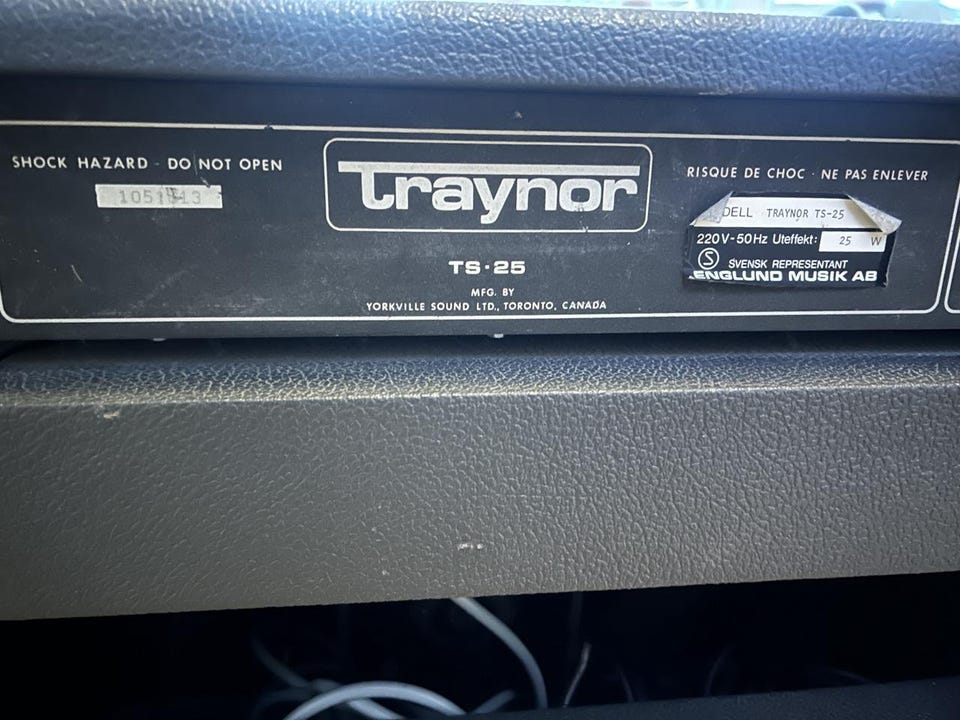 SHOCK HAZARD - DO NOT OPEN
traynor
TS·25
MFG. BY
YORKVILLE SOUND LTD., TORONTO, CANADA
RISQUE DE CHOC · NE PAS ENLEVER
DELL TRAYNOR TS-25
220V-50Hz Uteffekt: 25 W
S SVENSK REPRESENTANT
ENGLUND MUSIK AB